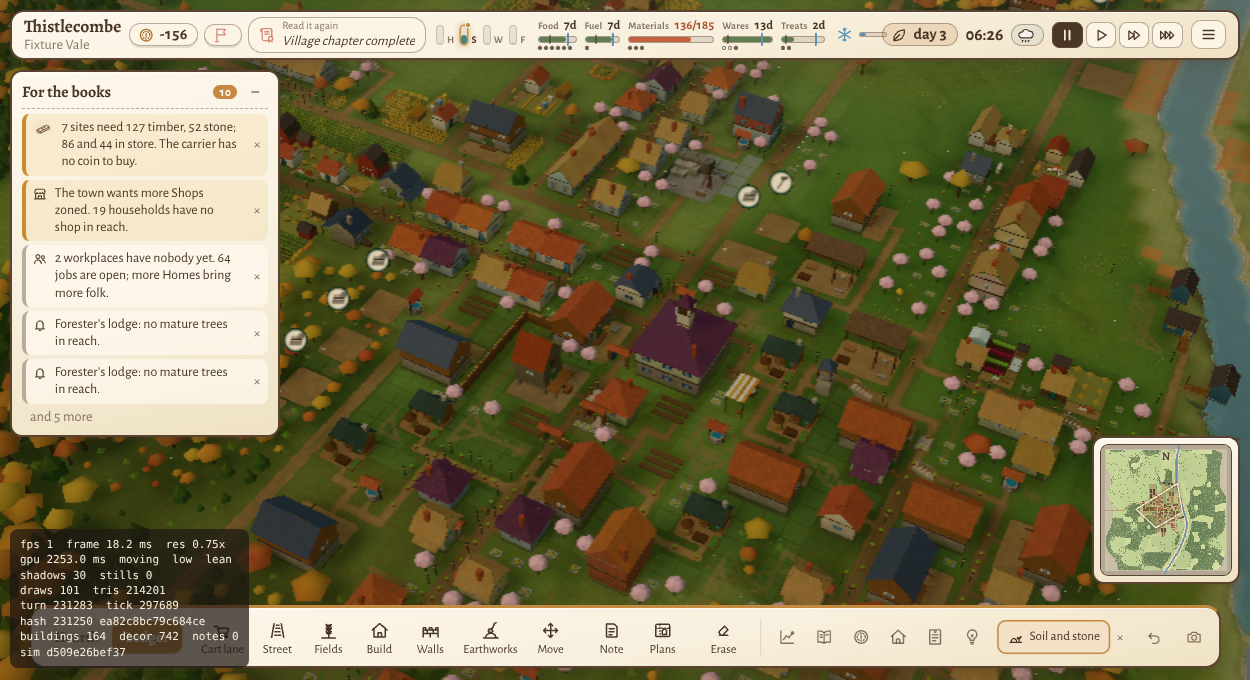 Thistlecombe
Fixture Vale
-156
Read it again
Village chapter complete
H S W F
Food 7d
Fuel 7d
Materials 136/185
Wares 13d
Treats 2d
day 3
06:26
For the books
10
7 sites need 127 timber, 52 stone;
86 and 44 in store. The carrier has
no coin to buy.
The town wants more Shops
zoned. 19 households have no
shop in reach.
2 workplaces have nobody yet. 64
jobs are open; more Homes bring
more folk.
Forester's lodge: no mature trees
in reach.
Forester's lodge: no mature trees
in reach.
and 5 more
N
fps 1 frame 18.2 ms res 0.75x
gpu 2253.0 ms moving low lean
shadows 30 stills 0
draws 101 tris 214201
turn 231283 tick 297689
hash 231250 ea82c8bc79c684ce
buildings 164 decor 742 notes 0
sim d509e26bef37
Cart lane
Street
Fields
Build
Walls
Earthworks
Move
Note
Plans
Erase
Soil and stone